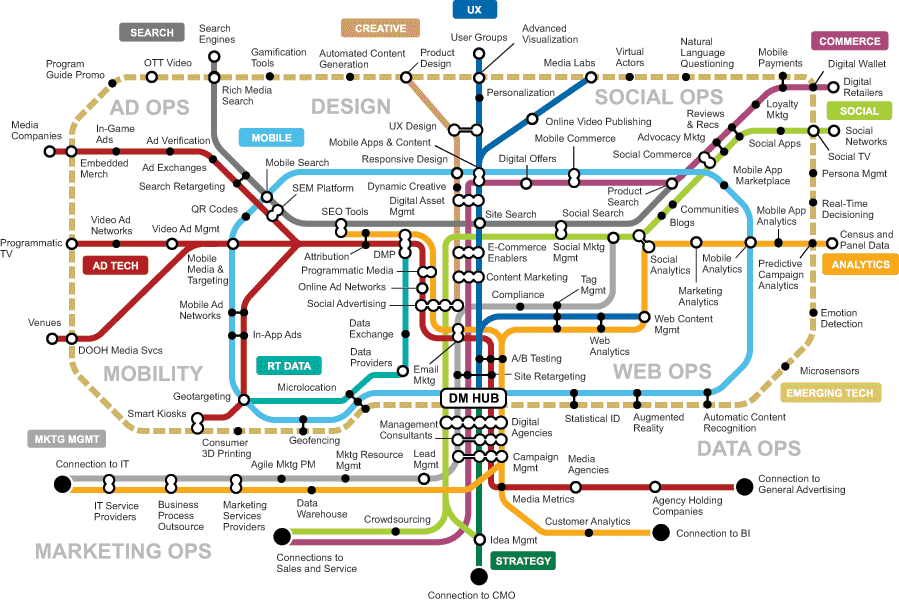 UX
SEARCH
CREATIVE
COMMERCE
SOCIAL
MOBILE
AD TECH
ANALYTICS
RT DATA
EMERGING TECH
MKTG MGMT
STRATEGY
AD OPS
DESIGN
SOCIAL OPS
MOBILITY
WEB OPS
DATA OPS
MARKETING OPS
DM HUB
Search
Engines
User Groups
Advanced
Visualization
Program
Guide Promo
OTT Video
Rich Media
Search
Gamification
Tools
Automated Content
Generation
Product
Design
Media Labs
Virtual
Actors
Natural
Language
Questioning
Mobile
Payments
Digital Wallet
Digital
Retailers
Personalization
Online Video Publishing
Loyalty
Mktg
Reviews
& Recs
Advocacy Mktg
Social Commerce
Social Apps
Social
Networks
Social TV
Media
Companies
In-Game
Ads
Embedded
Merch
Ad Verification
Ad Exchanges
Search Retargeting
Mobile Search
SEM Platform
QR Codes
UX Design
Mobile Apps & Content
Responsive Design
Dynamic Creative
Digital Asset
Mgmt
Mobile Commerce
Digital Offers
Product
Search
Mobile App
Marketplace
Persona Mgmt
Real-Time
Decisioning
Communities
Blogs
Mobile App
Analytics
Census and
Panel Data
Programmatic
TV
Video Ad
Networks
Video Ad Mgmt
Mobile
Media &
Targeting
SEO Tools
Attribution
DMP
Programmatic Media
Online Ad Networks
Social Advertising
Site Search
Social Search
E-Commerce
Enablers
Social Mktg
Mgmt
Content Marketing
Social
Analytics
Marketing
Analytics
Mobile
Analytics
Predictive
Campaign
Analytics
Compliance
Tag
Mgmt
Web Content
Mgmt
Web
Analytics
Emotion
Detection
Venues
DOOH Media Svcs
Mobile Ad
Networks
In-App Ads
Data
Exchange
Data
Providers
Email
Mktg
A/B Testing
Site Retargeting
Microsensors
Geotargeting
Microlocation
Smart Kiosks
Consumer
3D Printing
Geofencing
Management
Consultants
Digital
Agencies
Statistical ID
Augmented
Reality
Automatic Content
Recognition
Connection to IT
IT Service
Providers
Business
Process
Outsource
Marketing
Services
Providers
Agile Mktg PM
Mktg Resource
Mgmt
Lead
Mgmt
Campaign
Mgmt
Data
Warehouse
Media
Agencies
Media Metrics
Agency Holding
Companies
Connection to
General Advertising
Crowdsourcing
Customer Analytics
Connection to BI
Connections to
Sales and Service
Idea Mgmt
Connection to CMO